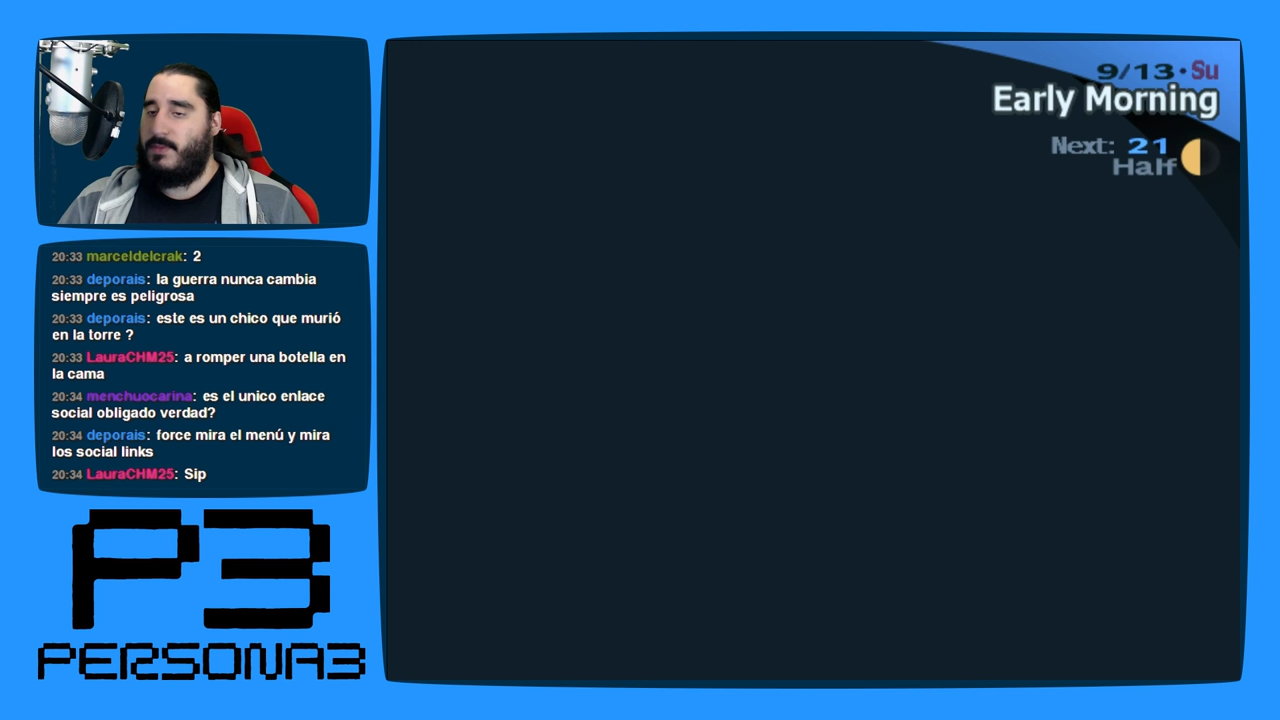 9/13・Su
Early Morning
Next: 21
Half
20:33 marceldelcrak: 2
20:33 deporais: la guerra nunca cambia
siempre es peligrosa
20:33 deporais: este es un chico que murió
en la torre ?
20:33 LauraCHM25: a romper una botella en
la cama
20:34 menchuocarina: es el unico enlace
social obligado verdad?
20:34 deporais: force mira el menú y mira
los social links
20:34 LauraCHM25: Sip
P3
PERSONA3